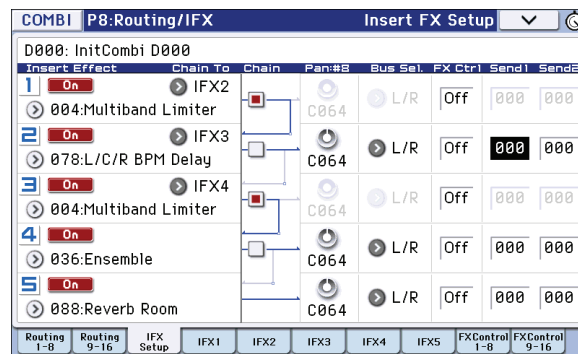 COMBI P8:Routing/IFX Insert FX Setup
D000: InitCombi D000
Insert Effect Chain To Chain Pan:#8 Bus Sel. FX Ctrl Send1 Send2
1 On IFX2
004:Multiband Limiter C064 L/R Off 000 000
2 On IFX3
078:L/C/R BPM Delay C064 L/R Off 000 000
3 On IFX4
004:Multiband Limiter C064 L/R Off 000 000
4 On
036:Ensemble C064 L/R Off 000 000
5 On
088:Reverb Room C064 L/R Off 000 000
Routing 1-8 Routing 9-16 IFX Setup IFX1 IFX2 IFX3 IFX4 IFX5 FXControl 1-8 FXControl 9-16